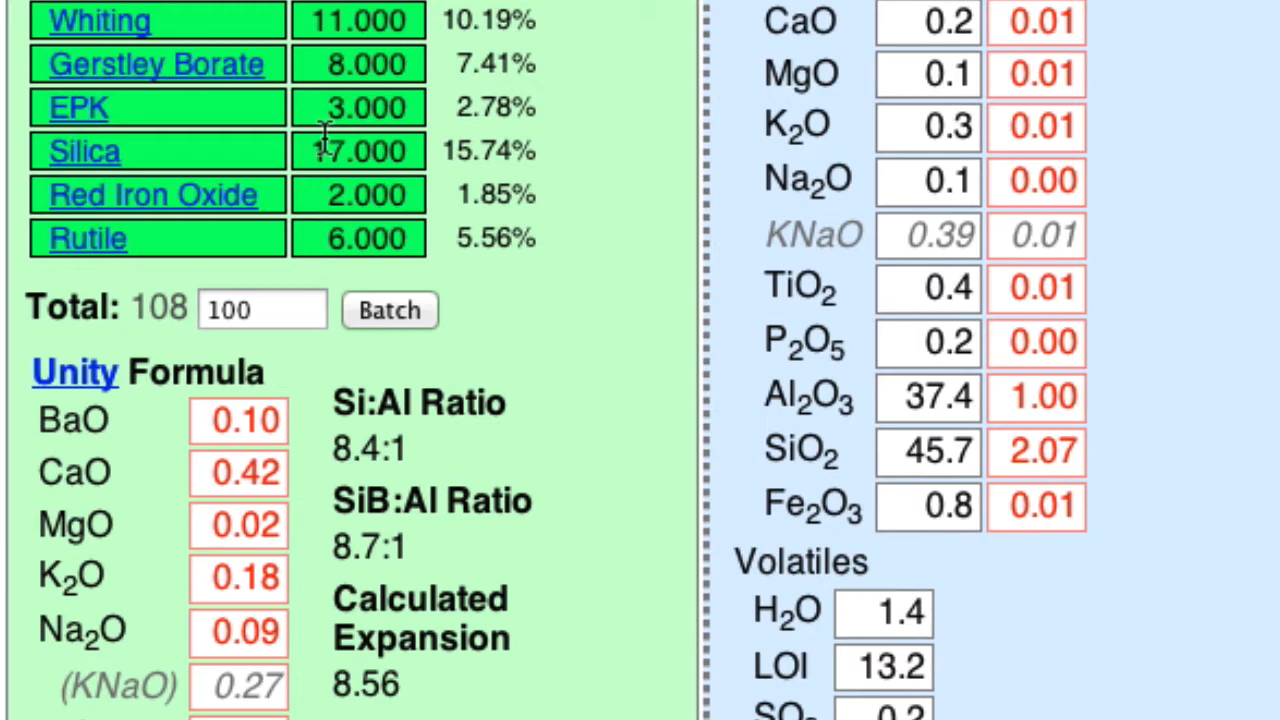 Whiting 11.000 10.19%
Gerstley Borate 8.000 7.41%
EPK 3.000 2.78%
Silica 17.000 15.74%
Red Iron Oxide 2.000 1.85%
Rutile 6.000 5.56%
Total: 108 100 Batch
Unity Formula
BaO 0.10
CaO 0.42
MgO 0.02
K2O 0.18
Na2O 0.09
(KNaO) 0.27
Si:Al Ratio
8.4:1
SiB:Al Ratio
8.7:1
Calculated
Expansion
8.56
CaO 0.2 0.01
MgO 0.1 0.01
K2O 0.3 0.01
Na2O 0.1 0.00
KNaO 0.39 0.01
TiO2 0.4 0.01
P2O5 0.2 0.00
Al2O3 37.4 1.00
SiO2 45.7 2.07
Fe2O3 0.8 0.01
Volatiles
H2O 1.4
LOI 13.2
SO3 0.2